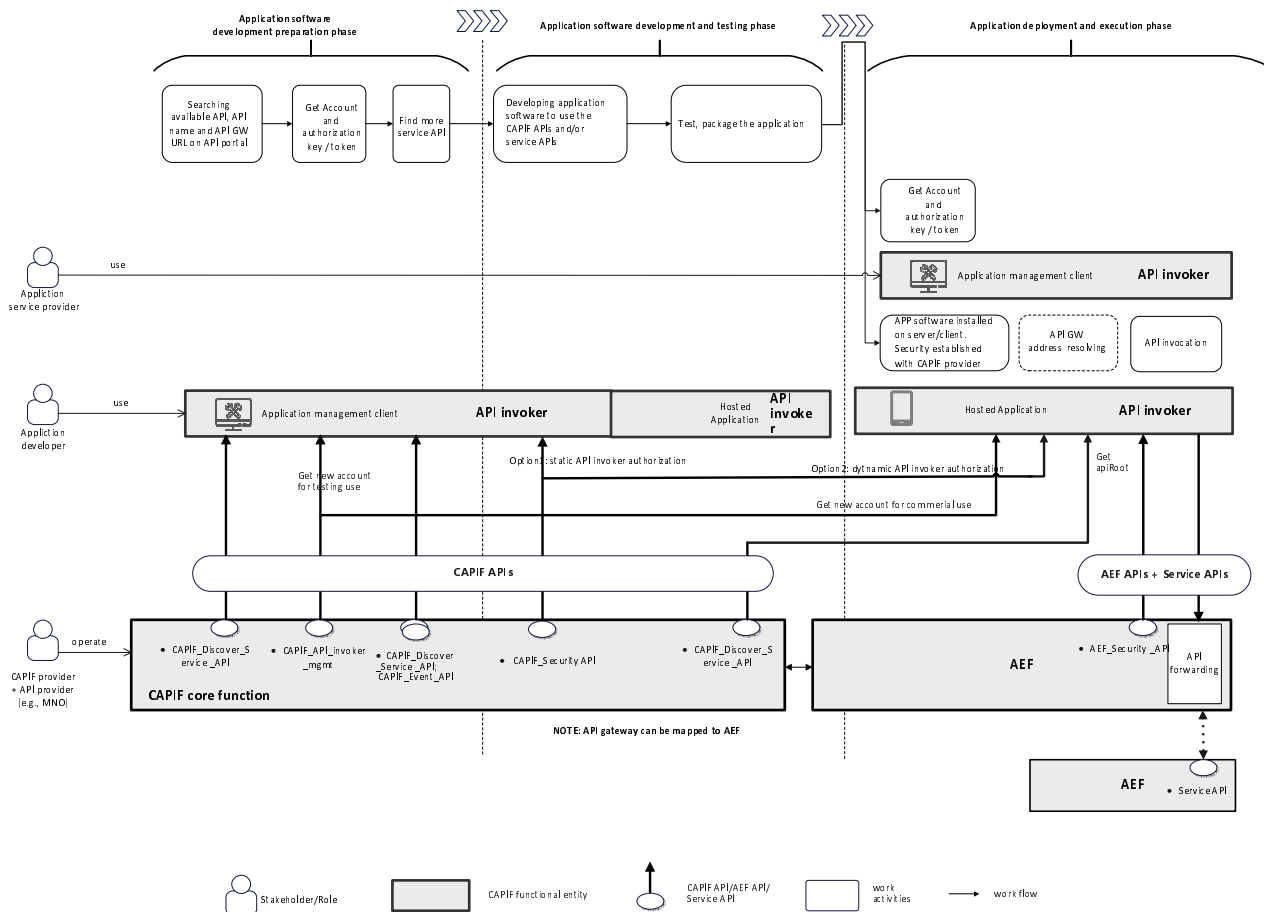 Application software
development preparation phase
Application software development and testing phase
Application deployment and execution phase
Searching
available API, API
name and API GW
URL on API portal
Get Account
and
authorization
key / token
Find more
service API
Developing application
software to use the
CAPIF APIs and/or
service APIs
Test, package the application
Get Account
and
authorization
key / token
use
Appliction
service provider
Application management client
API invoker
APP software installed
on server/client.
Security established
with CAPIF provider
API GW
address resolving
API invocation
use
Appliction
developer
Application management client
API invoker
Hosted
Application
API
invoke
r
Hosted Application
API invoker
Option1: static API invoker authorization
Option2: dytnamic API invoker authorization
Get
apiRoot
Get new account
for testing use
Get new account for commerial use
CAPIF APIs
AEF APIs + Service APIs
operate
CAPIF provider
+ API provider
(e.g., MNO)
• CAPIF_Discover_S
ervice _API
• CAPIF_API_invoker
_mgmt
• CAPIF_Discover
_Service_API;
CAPIF_Event_API
• CAPIF_Security API
• CAPIF_Discover_S
ervice _API
CAPIF core function
AEF
• AEF_Security _API
API
forwarding
NOTE: API gateway can be mapped to AEF
AEF
• Service API
Stakeholder/Role
CAPIF functional entity
CAPIF API/AEF API/
Service API
work
activities
work flow